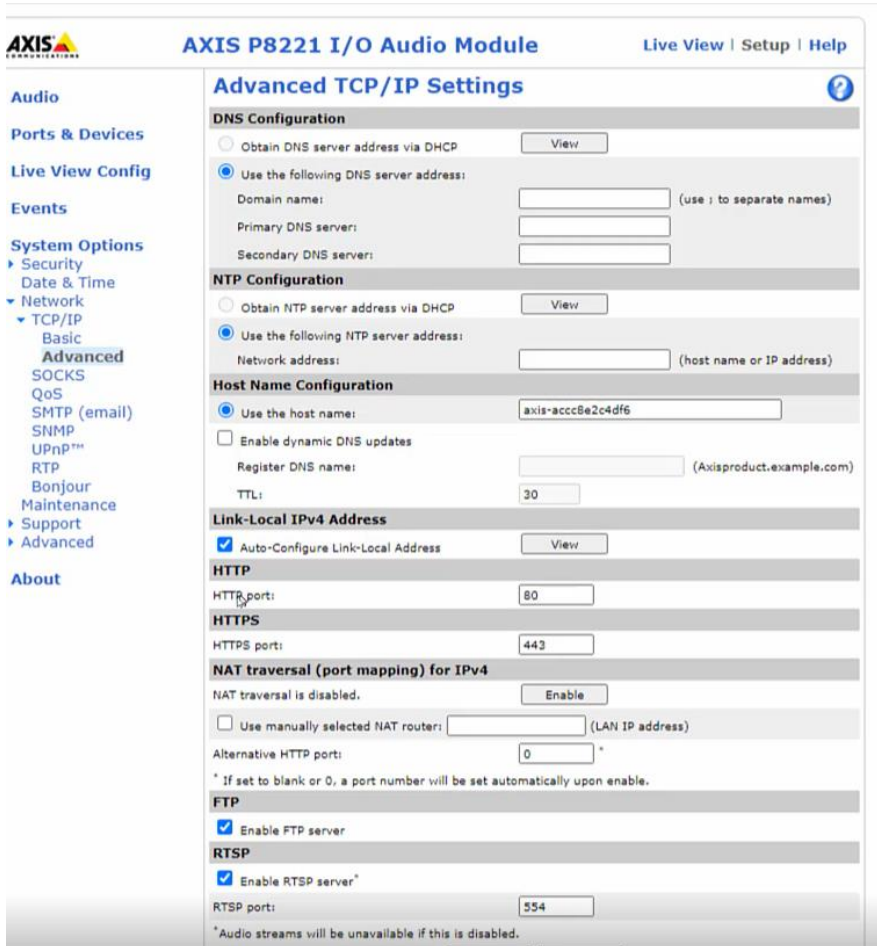 AXIS
COMMUNICATIONS
AXIS P8221 I/O Audio Module
Live View | Setup | Help
Audio
Ports & Devices
Live View Config
Events
System Options
Security
Date & Time
Network
TCP/IP
Basic
Advanced
SOCKS
QoS
SMTP (email)
SNMP
UPnP™
RTP
Bonjour
Maintenance
Support
Advanced
About
Advanced TCP/IP Settings
?
DNS Configuration
Obtain DNS server address via DHCP View
Use the following DNS server address:
Domain name: (use ; to separate names)
Primary DNS server:
Secondary DNS server:
NTP Configuration
Obtain NTP server address via DHCP View
Use the following NTP server address:
Network address: (host name or IP address)
Host Name Configuration
Use the host name: axis-accc8e2c4df6
Enable dynamic DNS updates
Register DNS name: (Axisproduct.example.com)
TTL: 30
Link-Local IPv4 Address
Auto-Configure Link-Local Address View
HTTP
HTTP port: 80
HTTPS
HTTPS port: 443
NAT traversal (port mapping) for IPv4
NAT traversal is disabled. Enable
Use manually selected NAT router: (LAN IP address)
Alternative HTTP port: 0 *
* If set to blank or 0, a port number will be set automatically upon enable.
FTP
Enable FTP server
RTSP
Enable RTSP server*
RTSP port: 554
*Audio streams will be unavailable if this is disabled.